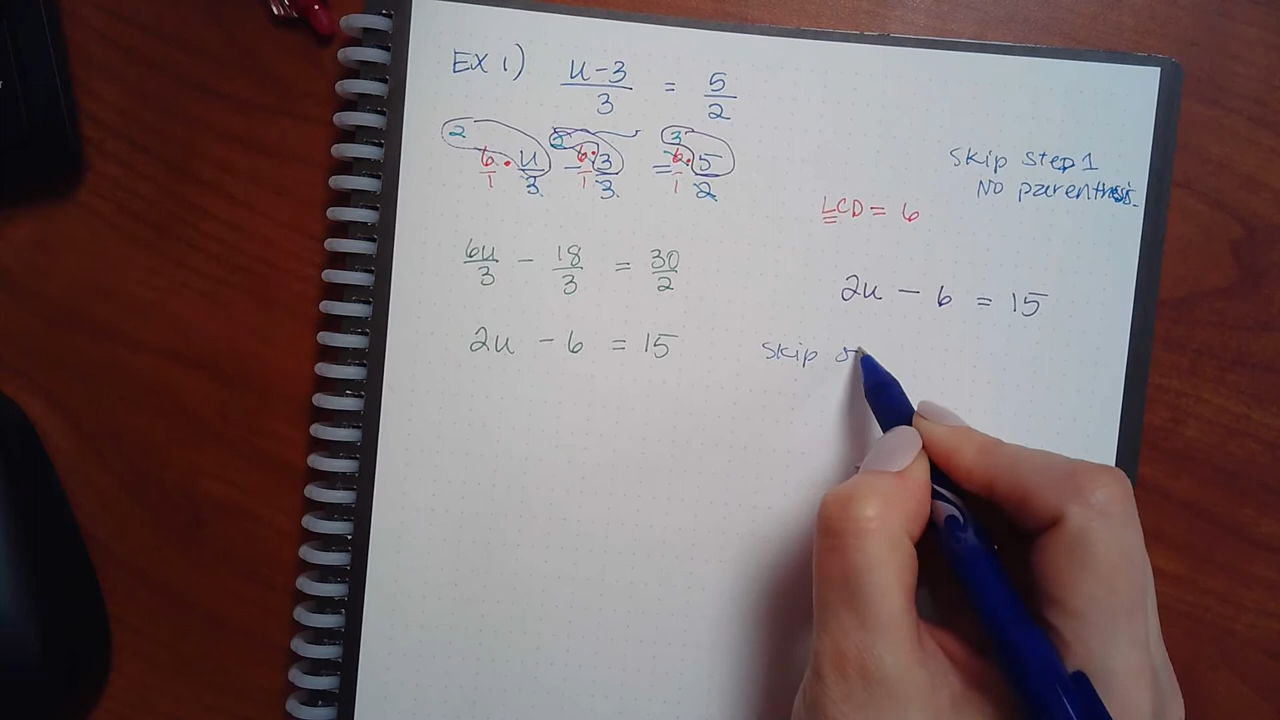 EX 1) u-3/3 = 5/2
2 3 3
6/1 • u/3 - 6/1 • 3/3 = 6/1 • 5/2
Skip step 1
No parenthesis.
LCD = 6
6u/3 - 18/3 = 30/2
2u - 6 = 15
2u - 6 = 15
Skip